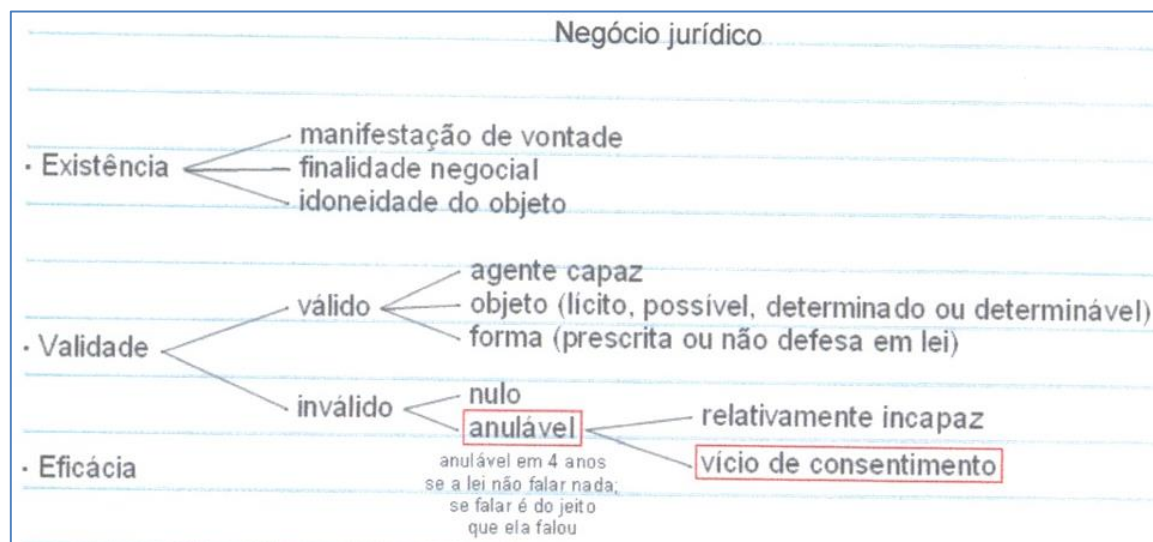 Negócio jurídico
· Existência
manifestação de vontade
finalidade negocial
idoneidade do objeto
· Validade
válido
agente capaz
objeto (lícito, possível, determinado ou determinável)
forma (prescrita ou não defesa em lei)
inválido
nulo
anulável
anulável em 4 anos
se a lei não falar nada;
se falar é do jeito
que ela falou
relativamente incapaz
vício de consentimento
· Eficácia